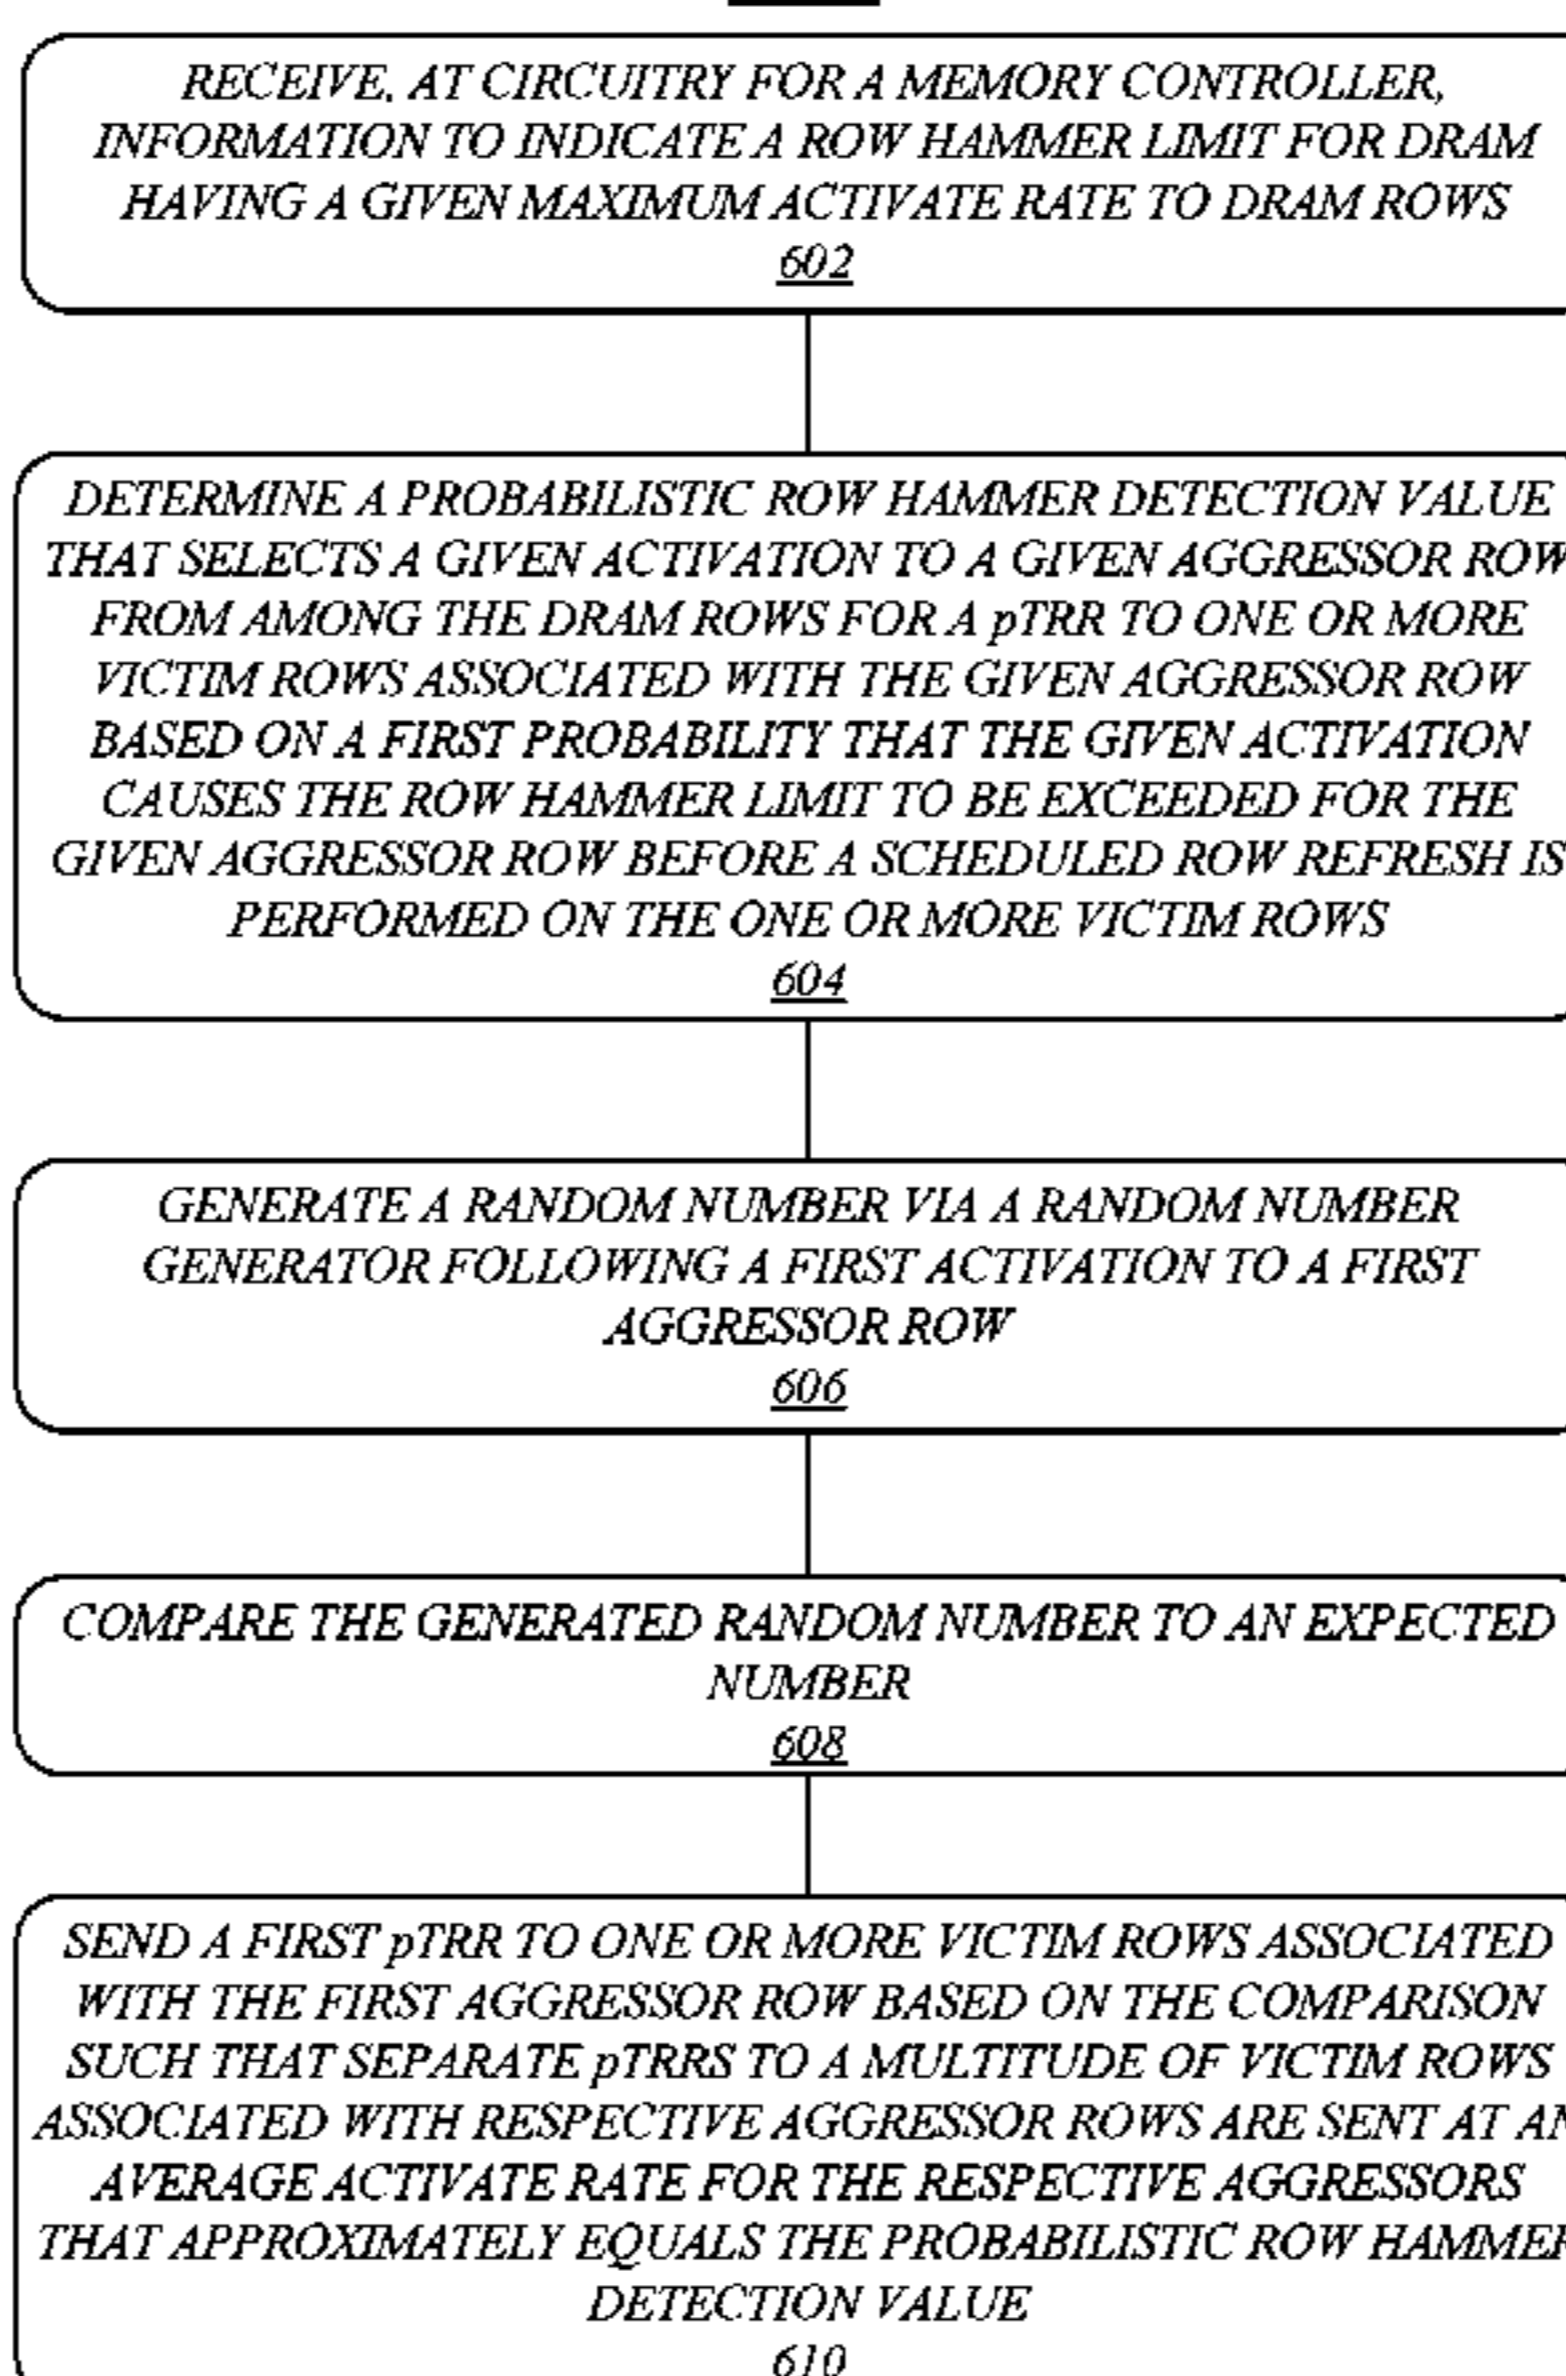 RECEIVE, AT CIRCUITRY FOR A MEMORY CONTROLLER,
INFORMATION TO INDICATE A ROW HAMMER LIMIT FOR DRAM
HAVING A GIVEN MAXIMUM ACTIVATE RATE TO DRAM ROWS
602
DETERMINE A PROBABILISTIC ROW HAMMER DETECTION VALUE
THAT SELECTS A GIVEN ACTIVATION TO A GIVEN AGGRESSOR ROW
FROM AMONG THE DRAM ROWS FOR A pTRR TO ONE OR MORE
VICTIM ROWS ASSOCIATED WITH THE GIVEN AGGRESSOR ROW
BASED ON A FIRST PROBABILITY THAT THE GIVEN ACTIVATION
CAUSES THE ROW HAMMER LIMIT TO BE EXCEEDED FOR THE
GIVEN AGGRESSOR ROW BEFORE A SCHEDULED ROW REFRESH IS
PERFORMED ON THE ONE OR MORE VICTIM ROWS
604
GENERATE A RANDOM NUMBER VIA A RANDOM NUMBER
GENERATOR FOLLOWING A FIRST ACTIVATION TO A FIRST
AGGRESSOR ROW
606
COMPARE THE GENERATED RANDOM NUMBER TO AN EXPECTED
NUMBER
608
SEND A FIRST pTRR TO ONE OR MORE VICTIM ROWS ASSOCIATED
WITH THE FIRST AGGRESSOR ROW BASED ON THE COMPARISON
SUCH THAT SEPARATE pTRRS TO A MULTITUDE OF VICTIM ROWS
ASSOCIATED WITH RESPECTIVE AGGRESSOR ROWS ARE SENT AT AN
AVERAGE ACTIVATE RATE FOR THE RESPECTIVE AGGRESSORS
THAT APPROXIMATELY EQUALS THE PROBABILISTIC ROW HAMMER
DETECTION VALUE
610